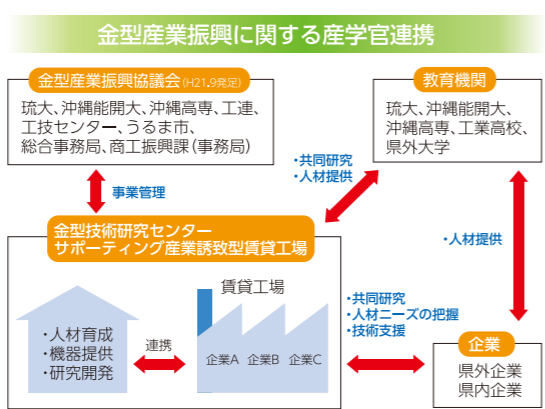 金型産業振興に関する産学官連携
金型産業振興協議会(H21.9発足)
琉大、沖縄能開大、沖縄高専、工連、
工技センター、うるま市、
総合事務局、商工振興課(事務局)
教育機関
琉大、沖縄能開大、
沖縄高専、工業高校、
県外大学
・共同研究
・人材提供
事業管理
金型技術研究センター
サポーティング産業誘致型賃貸工場
・人材提供
賃貸工場
・人材育成
・機器提供
・研究開発
連携
企業A 企業B 企業C
・共同研究
・人材ニーズの把握
・技術支援
企業
県外企業
県内企業